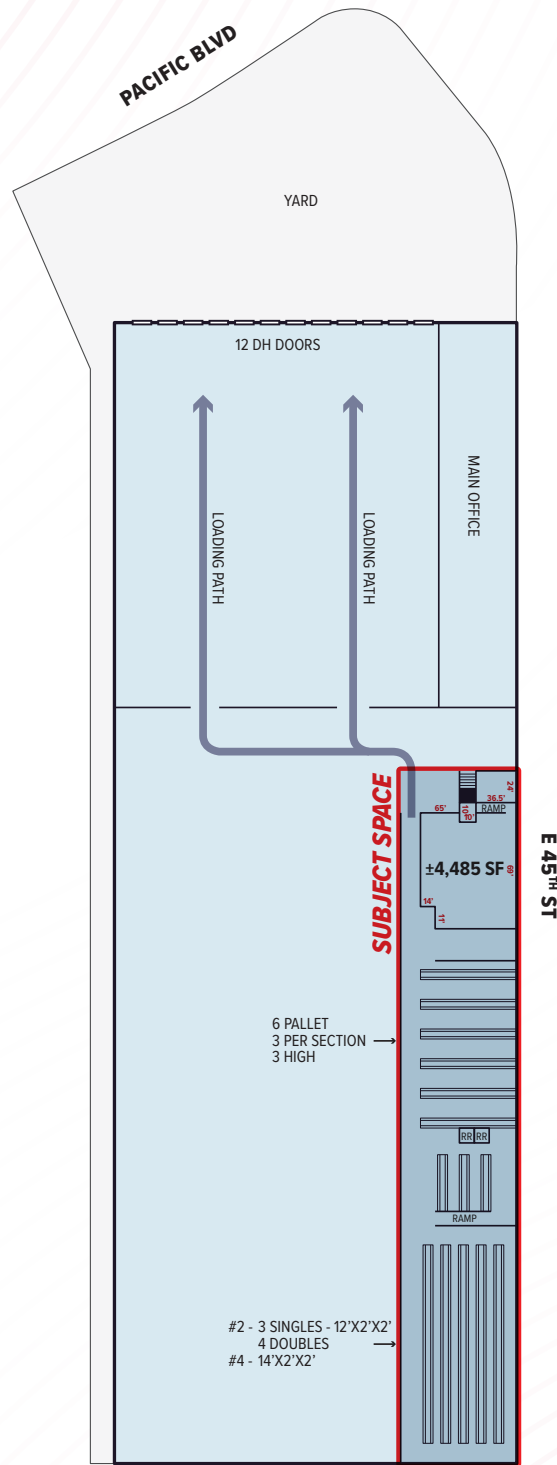 PACIFIC BLVD
YARD
12 DH DOORS
MAIN OFFICE
LOADING PATH
LOADING PATH
SUBJECT SPACE
24'
36.5'
65'
10'
10'
RAMP
±4,485 SF
69'
14'
11'
E 45TH ST
6 PALLET
3 PER SECTION
3 HIGH
RR RR
RAMP
#2 - 3 SINGLES - 12'X2'X2'
4 DOUBLES
#4 - 14'X2'X2'